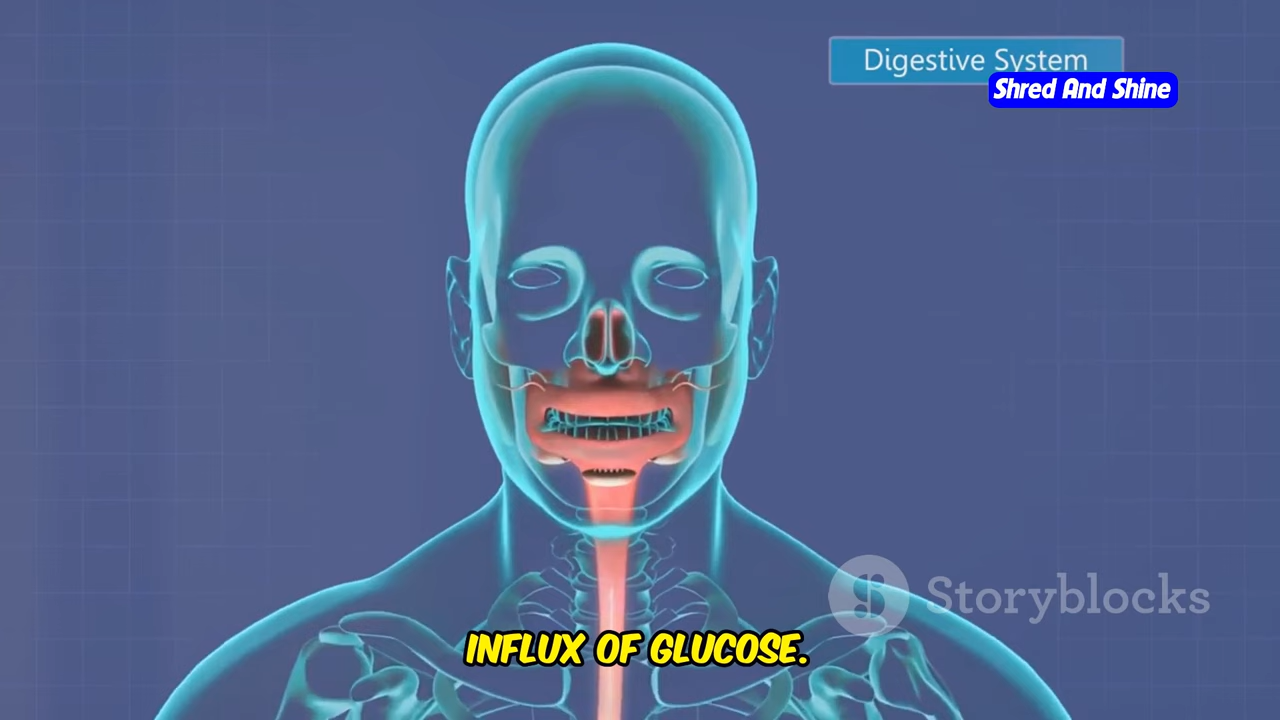 Digestive System
Shred And Shine
Storyblocks
INFLUX OF GLUCOSE.